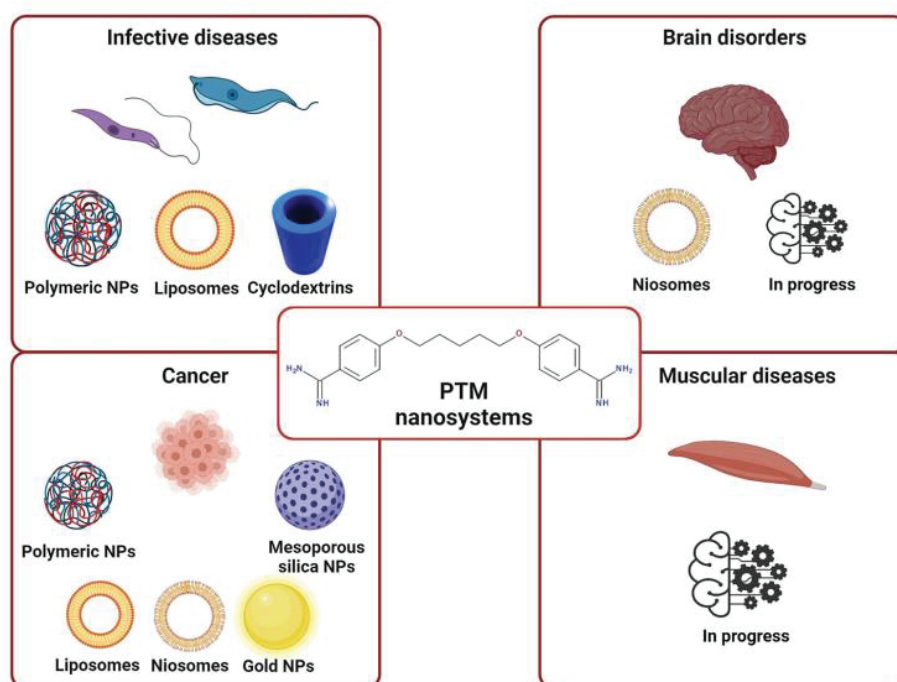 Infective diseases
Polymeric NPs
Liposomes
Cyclodextrins
Brain disorders
Niosomes
In progress
O
O
H₂N
NH
NH₂
NH
PTM
nanosystems
Cancer
Polymeric NPs
Mesoporous
silica NPs
Liposomes
Niosomes
Gold NPs
Muscular diseases
In progress